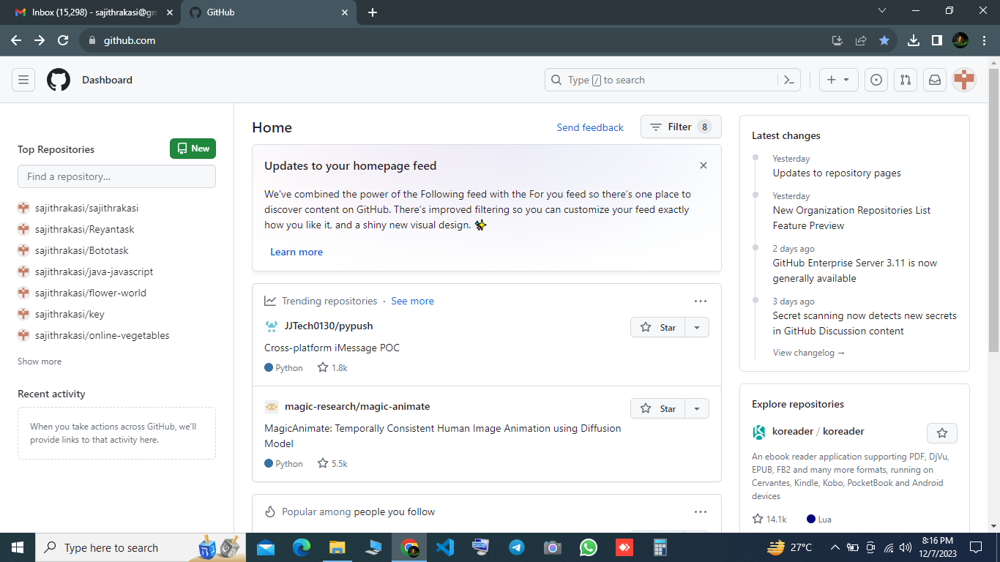 Inbox (15,298) - sajithrakasi@gm
GitHub
github.com
Dashboard
Type / to search
Top Repositories
New
Find a repository...
sajithrakasi/sajithrakasi
sajithrakasi/Reyantask
sajithrakasi/Bototask
sajithrakasi/java-javascript
sajithrakasi/flower-world
sajithrakasi/key
sajithrakasi/online-vegetables
Show more
Recent activity
When you take actions across GitHub, we'll
provide links to that activity here.
Home
Send feedback
Filter 8
Updates to your homepage feed
We've combined the power of the Following feed with the For you feed so there's one place to
discover content on GitHub. There's improved filtering so you can customize your feed exactly
how you like it, and a shiny new visual design. ✨
Learn more
Trending repositories · See more
JJTech0130/pypush
Star
Cross-platform iMessage POC
Python 1.8k
magic-research/magic-animate
Star
MagicAnimate: Temporally Consistent Human Image Animation using Diffusion
Model
Python 5.5k
Popular among people you follow
Latest changes
Yesterday
Updates to repository pages
Yesterday
New Organization Repositories List
Feature Preview
2 days ago
GitHub Enterprise Server 3.11 is now
generally available
3 days ago
Secret scanning now detects new secrets
in GitHub Discussion content
View changelog →
Explore repositories
koreader / koreader
An ebook reader application supporting PDF, DjVu,
EPUB, FB2 and many more formats, running on
Cervantes, Kindle, Kobo, PocketBook and Android
devices
14.1k Lua
Type here to search
27°C
8:16 PM
12/7/2023